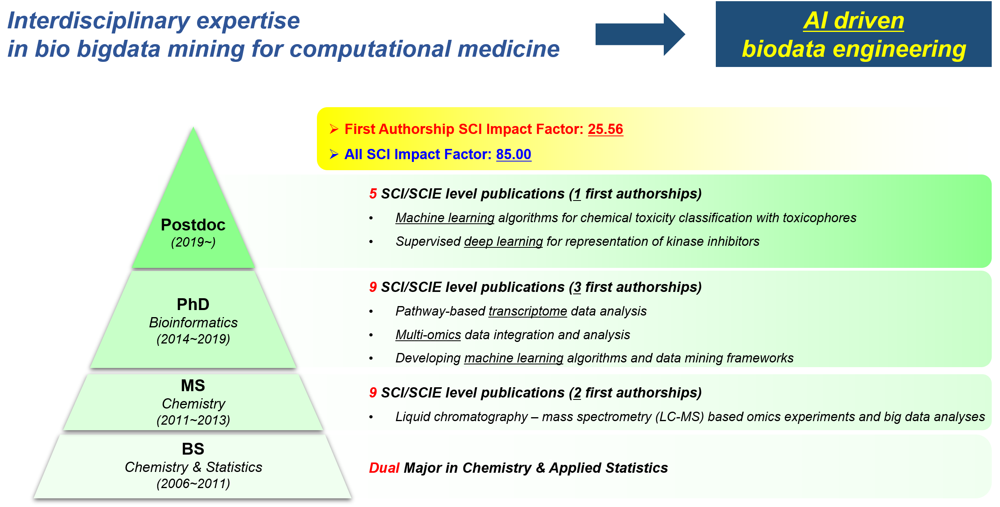 Interdisciplinary expertise
in bio bigdata mining for computational medicine
AI driven
biodata engineering
➢ First Authorship SCI Impact Factor: 25.56
➢ All SCI Impact Factor: 85.00
Postdoc
(2019~)
5 SCI/SCIE level publications (1 first authorships)
• Machine learning algorithms for chemical toxicity classification with toxicophores
• Supervised deep learning for representation of kinase inhibitors
PhD
Bioinformatics
(2014~2019)
9 SCI/SCIE level publications (3 first authorships)
• Pathway-based transcriptome data analysis
• Multi-omics data integration and analysis
• Developing machine learning algorithms and data mining frameworks
MS
Chemistry
(2011~2013)
9 SCI/SCIE level publications (2 first authorships)
• Liquid chromatography – mass spectrometry (LC-MS) based omics experiments and big data analyses
BS
Chemistry & Statistics
(2006~2011)
Dual Major in Chemistry & Applied Statistics